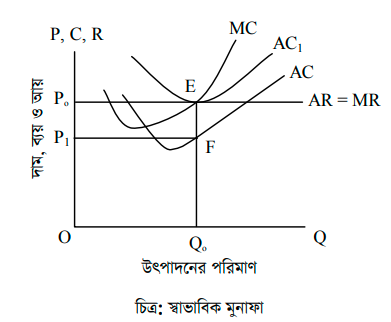 P, C, R
MC
AC₁
AC
E
Pₒ
AR = MR
P₁
F
দাম, ব্যয় ও আয়
O
Qₒ
Q
উৎপাদনের পরিমাণ
চিত্র: স্বাভাবিক মুনাফা